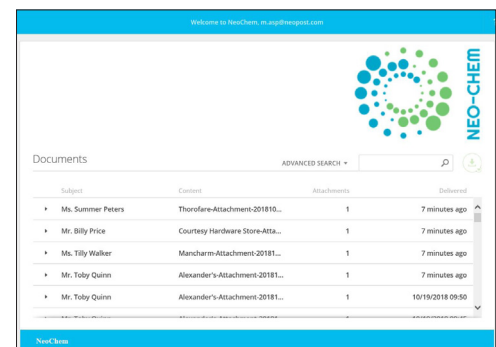 Welcome to NeoChem, m.asp@neopost.com
NEO-CHEM
Documents ADVANCED SEARCH
Subject Content Attachments Delivered
Ms. Summer Peters Thorofare-Attachment-201810... 1 7 minutes ago
Mr. Billy Price Courtesy Hardware Store-Atta... 1 7 minutes ago
Ms. Tilly Walker Mancharm-Attachment-20181... 1 7 minutes ago
Mr. Toby Quinn Alexander's-Attachment-20181... 1 7 minutes ago
Mr. Toby Quinn Alexander's-Attachment-20181... 1 10/19/2018 09:50
NeoChem